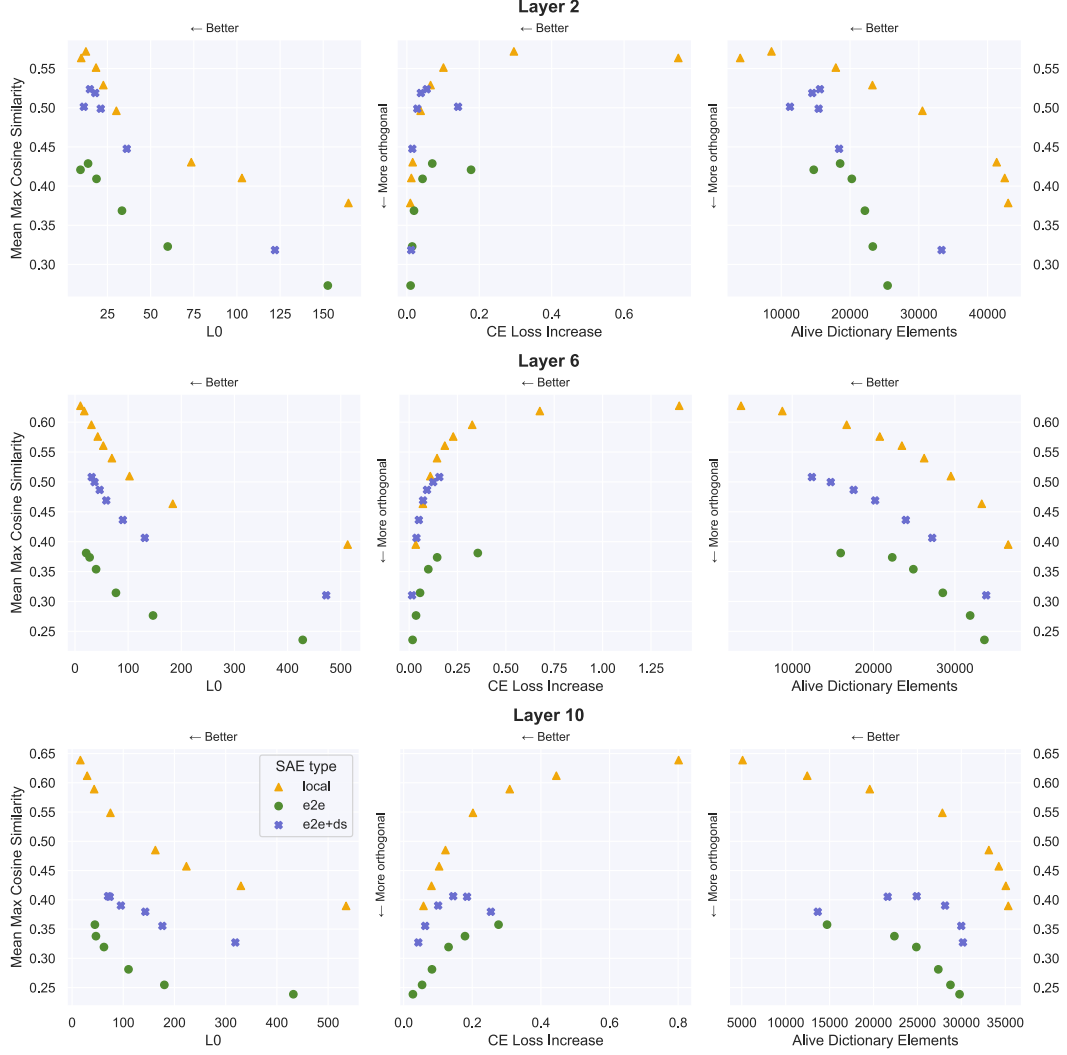 Layer 2
← Better
← Better
← Better
Mean Max Cosine Similarity
0.55
0.50
0.45
0.40
0.35
0.30
← More orthogonal
← More orthogonal
0.55
0.50
0.45
0.40
0.35
0.30
25 50 75 100 125 150
0.0 0.2 0.4 0.6
10000 20000 30000 40000
L0
CE Loss Increase
Alive Dictionary Elements
Layer 6
← Better
← Better
← Better
Mean Max Cosine Similarity
0.60
0.55
0.50
0.45
0.40
0.35
0.30
0.25
← More orthogonal
← More orthogonal
0.60
0.55
0.50
0.45
0.40
0.35
0.30
0.25
0 100 200 300 400 500
0.00 0.25 0.50 0.75 1.00 1.25
10000 20000 30000
L0
CE Loss Increase
Alive Dictionary Elements
Layer 10
← Better
← Better
← Better
Mean Max Cosine Similarity
0.65
0.60
0.55
0.50
0.45
0.40
0.35
0.30
0.25
SAE type
local
e2e
e2e+ds
← More orthogonal
← More orthogonal
0.65
0.60
0.55
0.50
0.45
0.40
0.35
0.30
0.25
0 100 200 300 400 500
0.0 0.2 0.4 0.6 0.8
5000 10000 15000 20000 25000 30000 35000
L0
CE Loss Increase
Alive Dictionary Elements